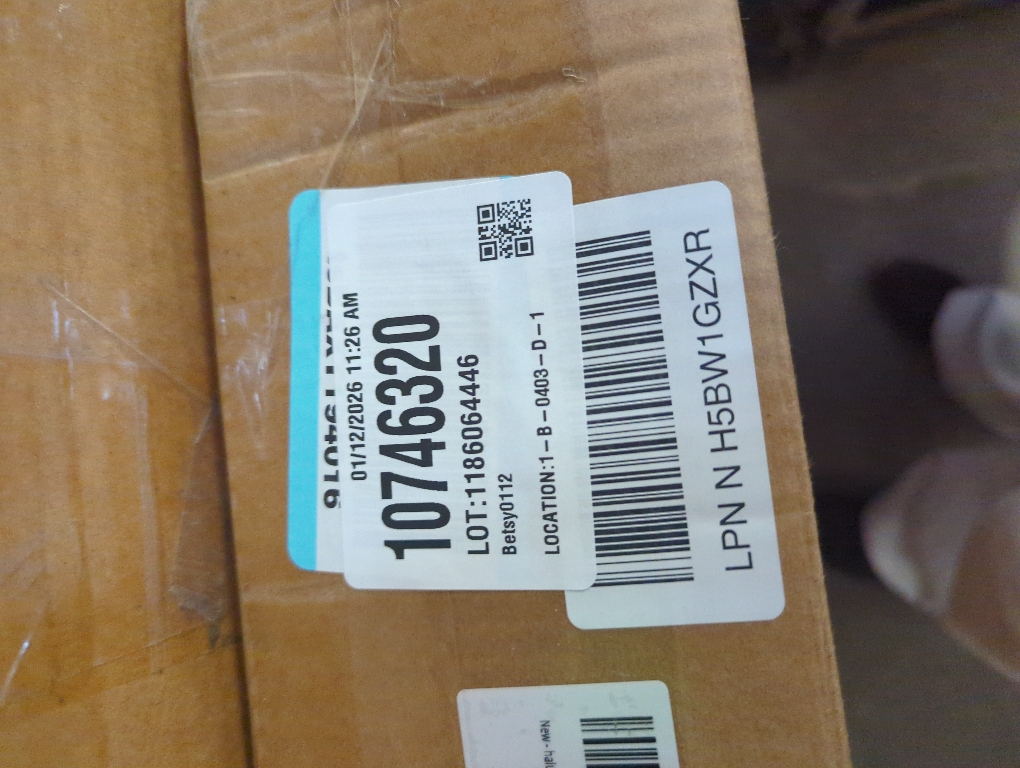 01/12/2026 11:26 AM
10746320
LOT:1186064446
Betsy0112
LOCATION:1-B-0403-D-1
LPN N H5BW1GZXR